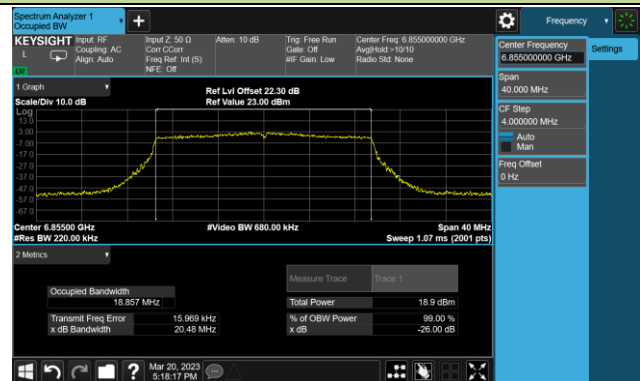 Spectrum Analyzer 1
Occupied BW
Frequency
KEYSIGHT
L
LW
Input: RF
Coupling: AC
Align: Auto
Input Z: 50 Ω
Corr CCorr
Freq Ref: Int (S)
NFE: Off
Atten: 10 dB
Trig: Free Run
Gate: Off
#IF Gain: Low
Center Freq: 6.855000000 GHz
Avg|Hold:>10/10
Radio Std: None
Center Frequency
6.855000000 GHz
Settings
Span
40.000 MHz
CF Step
4.000000 MHz
Auto
Man
Freq Offset
0 Hz
1 Graph
Scale/Div 10.0 dB
Ref Lvl Offset 22.30 dB
Ref Value 23.00 dBm
Log
13.0
3.00
-7.00
-17.0
-27.0
-37.0
-47.0
-57.0
-67.0
Center 6.85500 GHz
#Video BW 680.00 kHz
Span 40 MHz
#Res BW 220.00 kHz
Sweep 1.07 ms (2001 pts)
2 Metrics
Measure Trace
Trace 1
Occupied Bandwidth
18.857 MHz
Total Power
18.9 dBm
Transmit Freq Error
15.969 kHz
% of OBW Power
99.00 %
x dB Bandwidth
20.48 MHz
x dB
-26.00 dB
Mar 20, 2023
5:18:17 PM